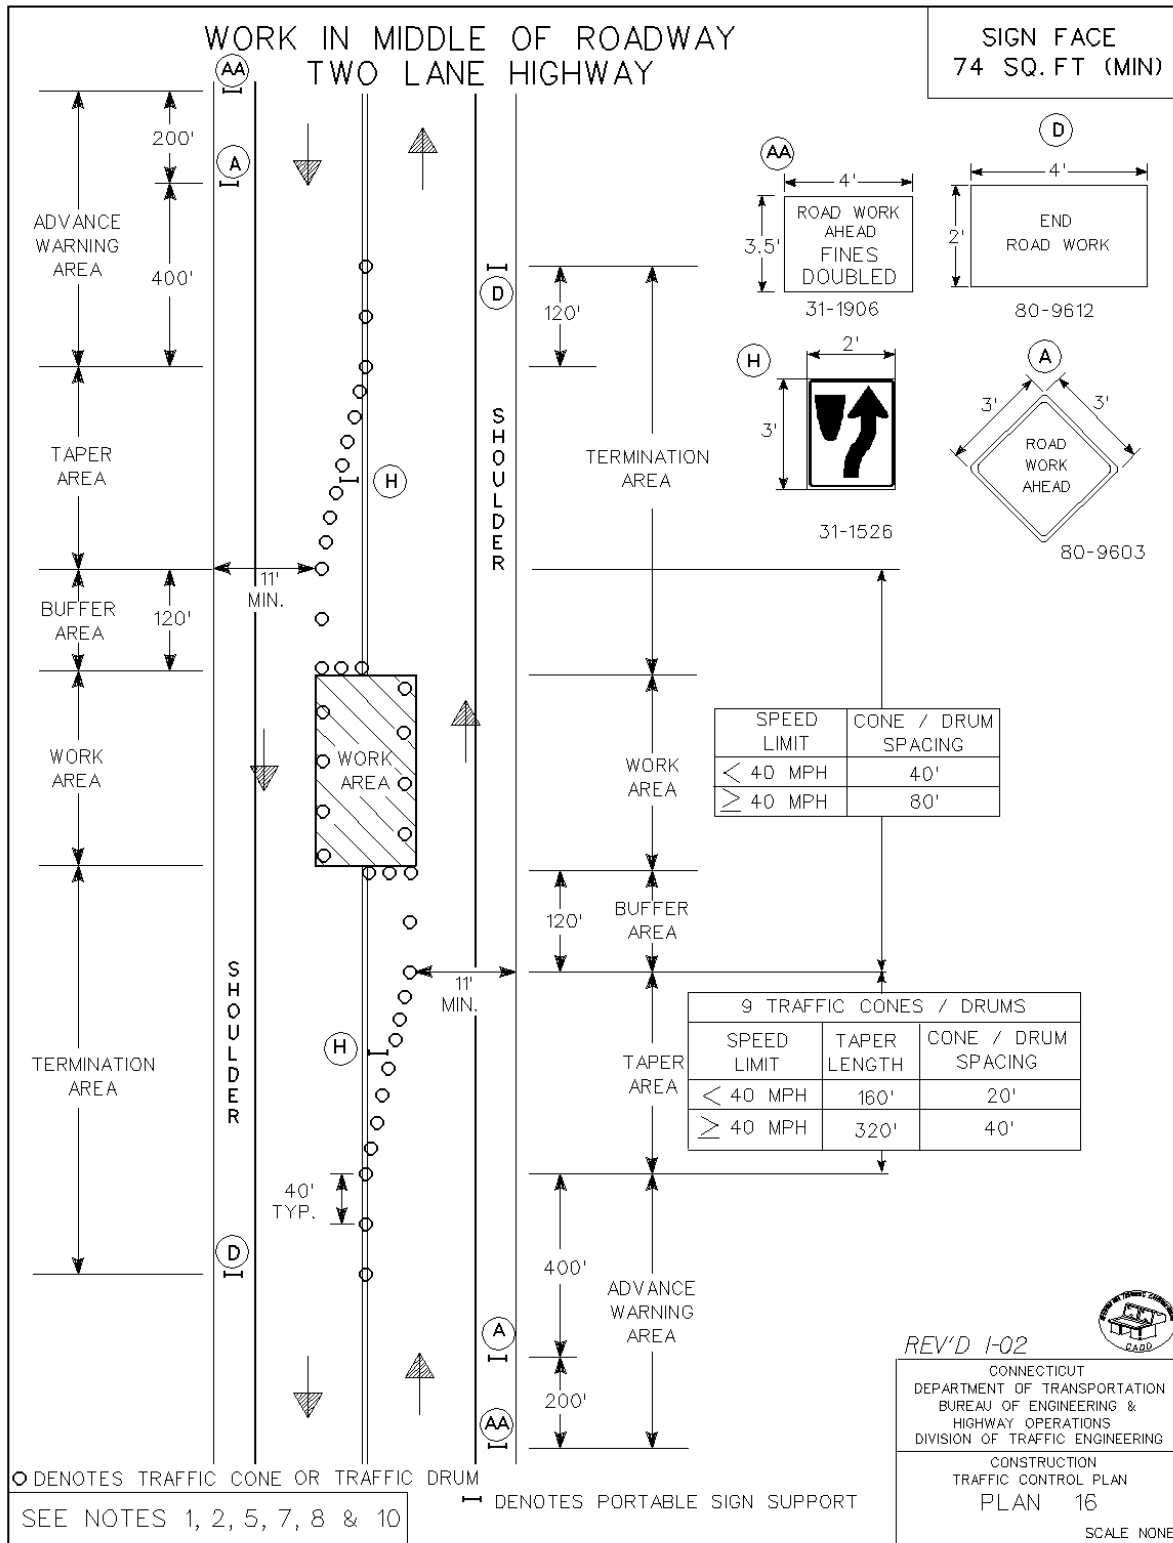 WORK IN MIDDLE OF ROADWAY
TWO LANE HIGHWAY
SIGN FACE
74 SQ.FT (MIN)
AA
200'
A
ADVANCE
WARNING
AREA
400'
D
120'
TAPER
AREA
H
SHOULDER
TERMINATION
AREA
11'
MIN.
BUFFER
AREA
120'
WORK
AREA
WORK
AREA
WORK
AREA
120'
BUFFER
AREA
11'
MIN.
SHOULDER
TERMINATION
AREA
H
TAPER
AREA
40'
TYP.
D
400'
ADVANCE
WARNING
AREA
A
200'
AA
AA
4'
3.5'
ROAD WORK
AHEAD
FINES
DOUBLED
31-1906
D
4'
2'
END
ROAD WORK
80-9612
H
2'
3'
31-1526
A
3'
3'
ROAD
WORK
AHEAD
80-9603
SPEED LIMIT CONE / DRUM SPACING
< 40 MPH 40'
≥ 40 MPH 80'
9 TRAFFIC CONES / DRUMS
SPEED LIMIT TAPER LENGTH CONE / DRUM SPACING
< 40 MPH 160' 20'
≥ 40 MPH 320' 40'
O DENOTES TRAFFIC CONE OR TRAFFIC DRUM
DENOTES PORTABLE SIGN SUPPORT
SEE NOTES 1, 2, 5, 7, 8 & 10
REV'D 1-02
CADD
CONNECTICUT
DEPARTMENT OF TRANSPORTATION
BUREAU OF ENGINEERING &
HIGHWAY OPERATIONS
DIVISION OF TRAFFIC ENGINEERING
CONSTRUCTION
TRAFFIC CONTROL PLAN
PLAN 16
SCALE NONE